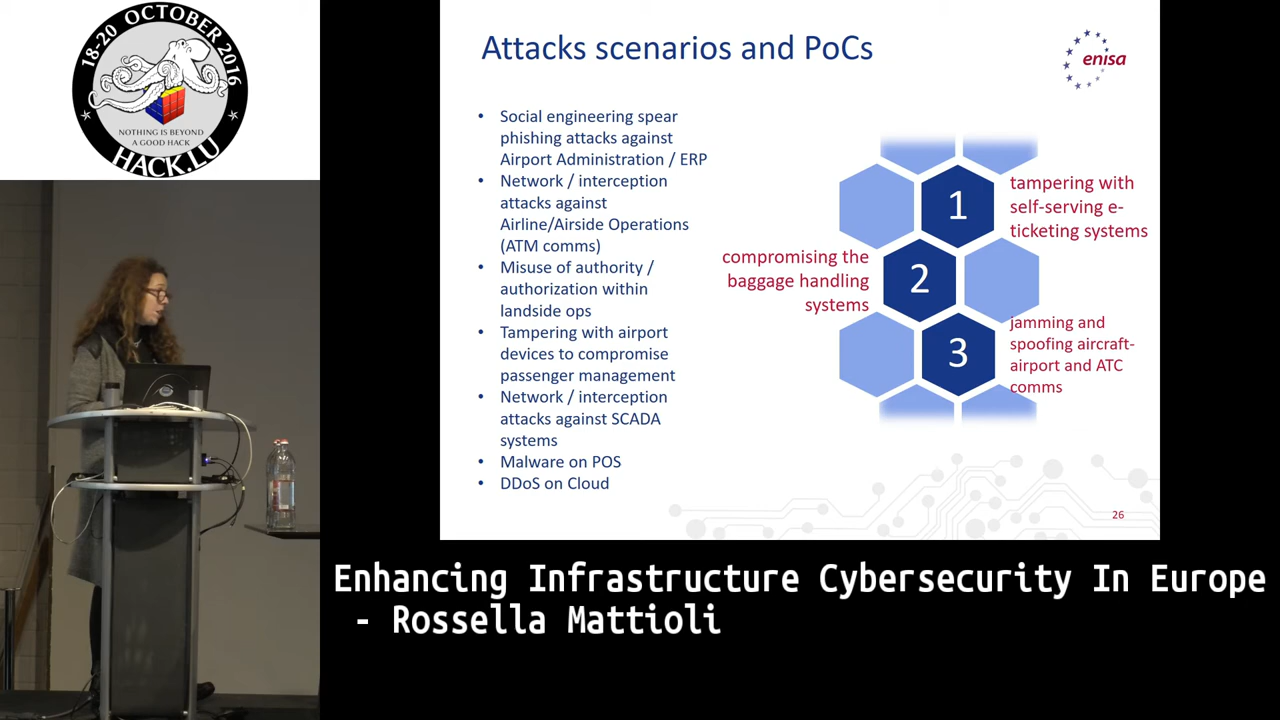 18-20 OCTOBER 2016
NOTHING IS BEYOND
A GOOD HACK
HACK.LU
Attacks scenarios and PoCs
enisa
• Social engineering spear
phishing attacks against
Airport Administration / ERP
• Network / interception
attacks against
Airline/Airside Operations
(ATM comms)
• Misuse of authority /
authorization within
landside ops
• Tampering with airport
devices to compromise
passenger management
• Network / interception
attacks against SCADA
systems
• Malware on POS
• DDoS on Cloud
1
tampering with
self-serving e-
ticketing systems
compromising the
baggage handling
systems
2
3
jamming and
spoofing aircraft-
airport and ATC
comms
26
Enhancing Infrastructure Cybersecurity In Europe
- Rossella Mattioli